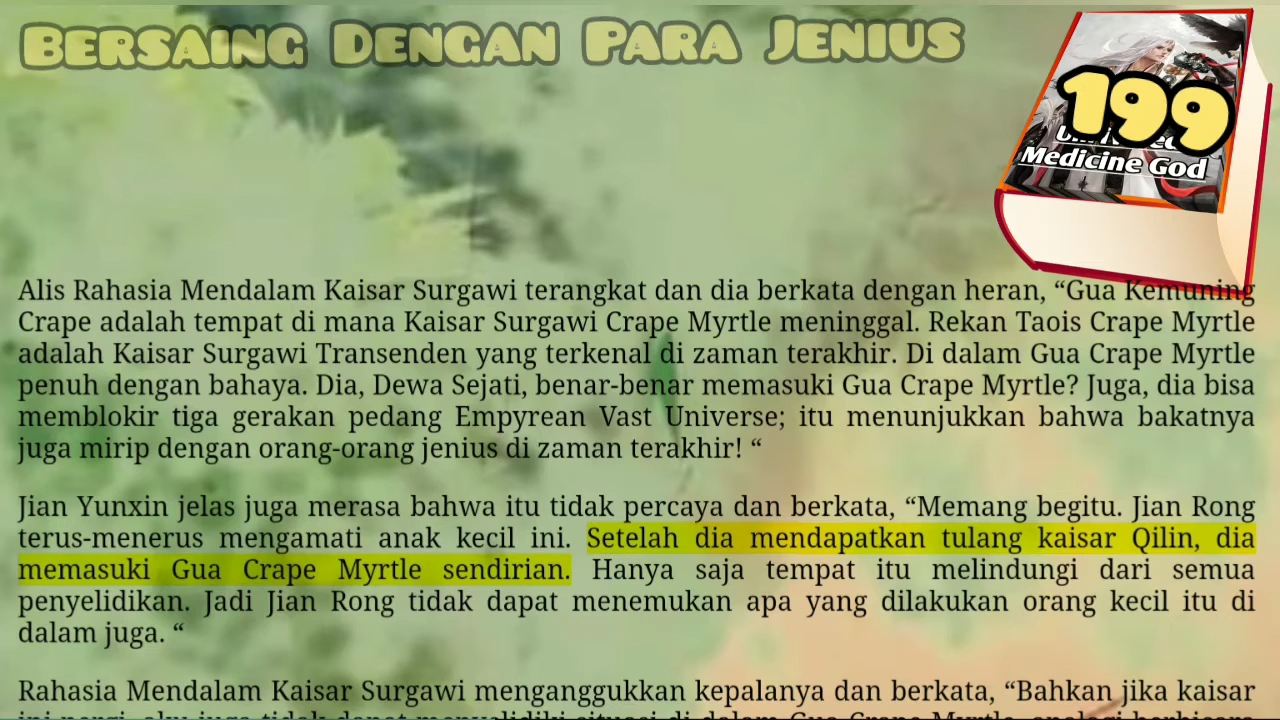 Bersaing Dengan Para Jenius
199
Medicine God
Alis Rahasia Mendalam Kaisar Surgawi terangkat dan dia berkata dengan heran, “Gua Kemuning
Crape adalah tempat di mana Kaisar Surgawi Crape Myrtle meninggal. Rekan Taois Crape Myrtle
adalah Kaisar Surgawi Transenden yang terkenal di zaman terakhir. Di dalam Gua Crape Myrtle
penuh dengan bahaya. Dia, Dewa Sejati, benar-benar memasuki Gua Crape Myrtle? Juga, dia bisa
memblokir tiga gerakan pedang Empyrean Vast Universe; itu menunjukkan bahwa bakatnya
juga mirip dengan orang-orang jenius di zaman terakhir! “
Jian Yunxin jelas juga merasa bahwa itu tidak percaya dan berkata, “Memang begitu. Jian Rong
terus-menerus mengamati anak kecil ini. Setelah dia mendapatkan tulang kaisar Qilin, dia
memasuki Gua Crape Myrtle sendirian. Hanya saja tempat itu melindungi dari semua
penyelidikan. Jadi Jian Rong tidak dapat menemukan apa yang dilakukan orang kecil itu di
dalam juga. “
Rahasia Mendalam Kaisar Surgawi menganggukkan kepalanya dan berkata, “Bahkan jika kaisar